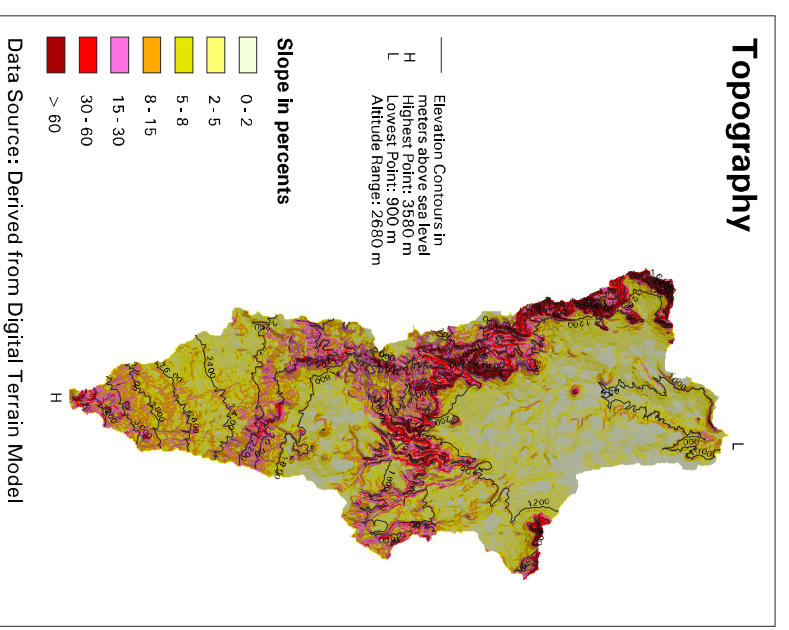 Topography
Elevation Contours in
meters above sea level
H Highest Point: 3580 m
L Lowest Point: 900 m
Altitude Range: 2680 m
Slope in percents
0 - 2
2 - 5
5 - 8
8 - 15
15 - 30
30 - 60
> 60
Data Source: Derived from Digital Terrain Model
L
1200
1200
2400
H